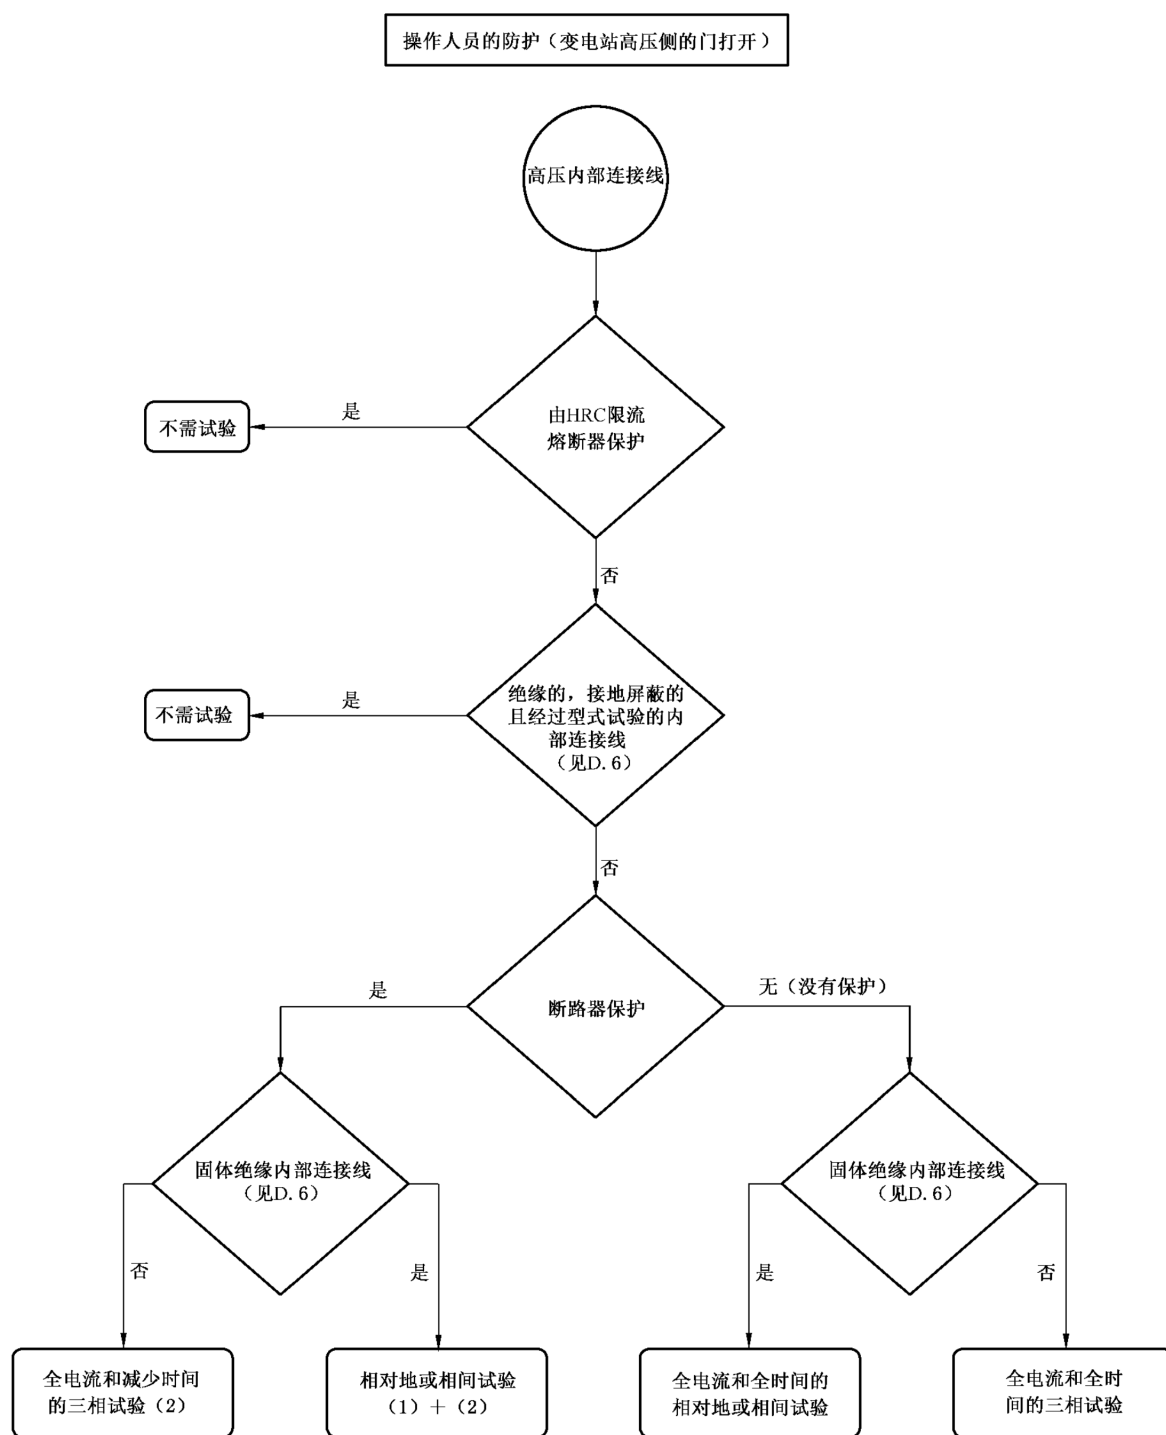 操作人员的防护（变电站高压侧的门打开）
高压内部连接线
由HRC限流
熔断器保护
是
不需试验
否
绝缘的，接地屏蔽的
且经过型式试验的内
部连接线
（见D.6）
是
不需试验
否
断路器保护
是
无（没有保护）
固体绝缘内部连接线
（见D.6）
固体绝缘内部连接线
（见D.6）
否
是
是
否
全电流和减少时间
的三相试验（2）
相对地或相间试验
（1）＋（2）
全电流和全时间的
相对地或相间试验
全电流和全时
间的三相试验